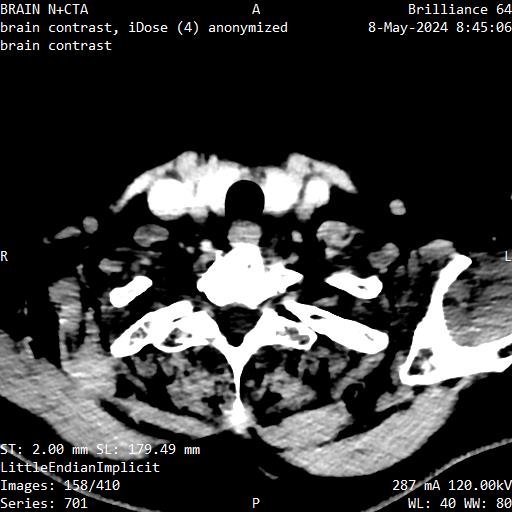 BRAIN N+CTA
A
Brilliance 64
brain contrast, iDose (4) anonymized
8-May-2024 8:45:06
brain contrast
R
L
ST: 2.00 mm SL: 179.49 mm
LittleEndianImplicit
Images: 158/410
287 mA 120.00kV
Series: 701
P
WL: 40 WW: 80